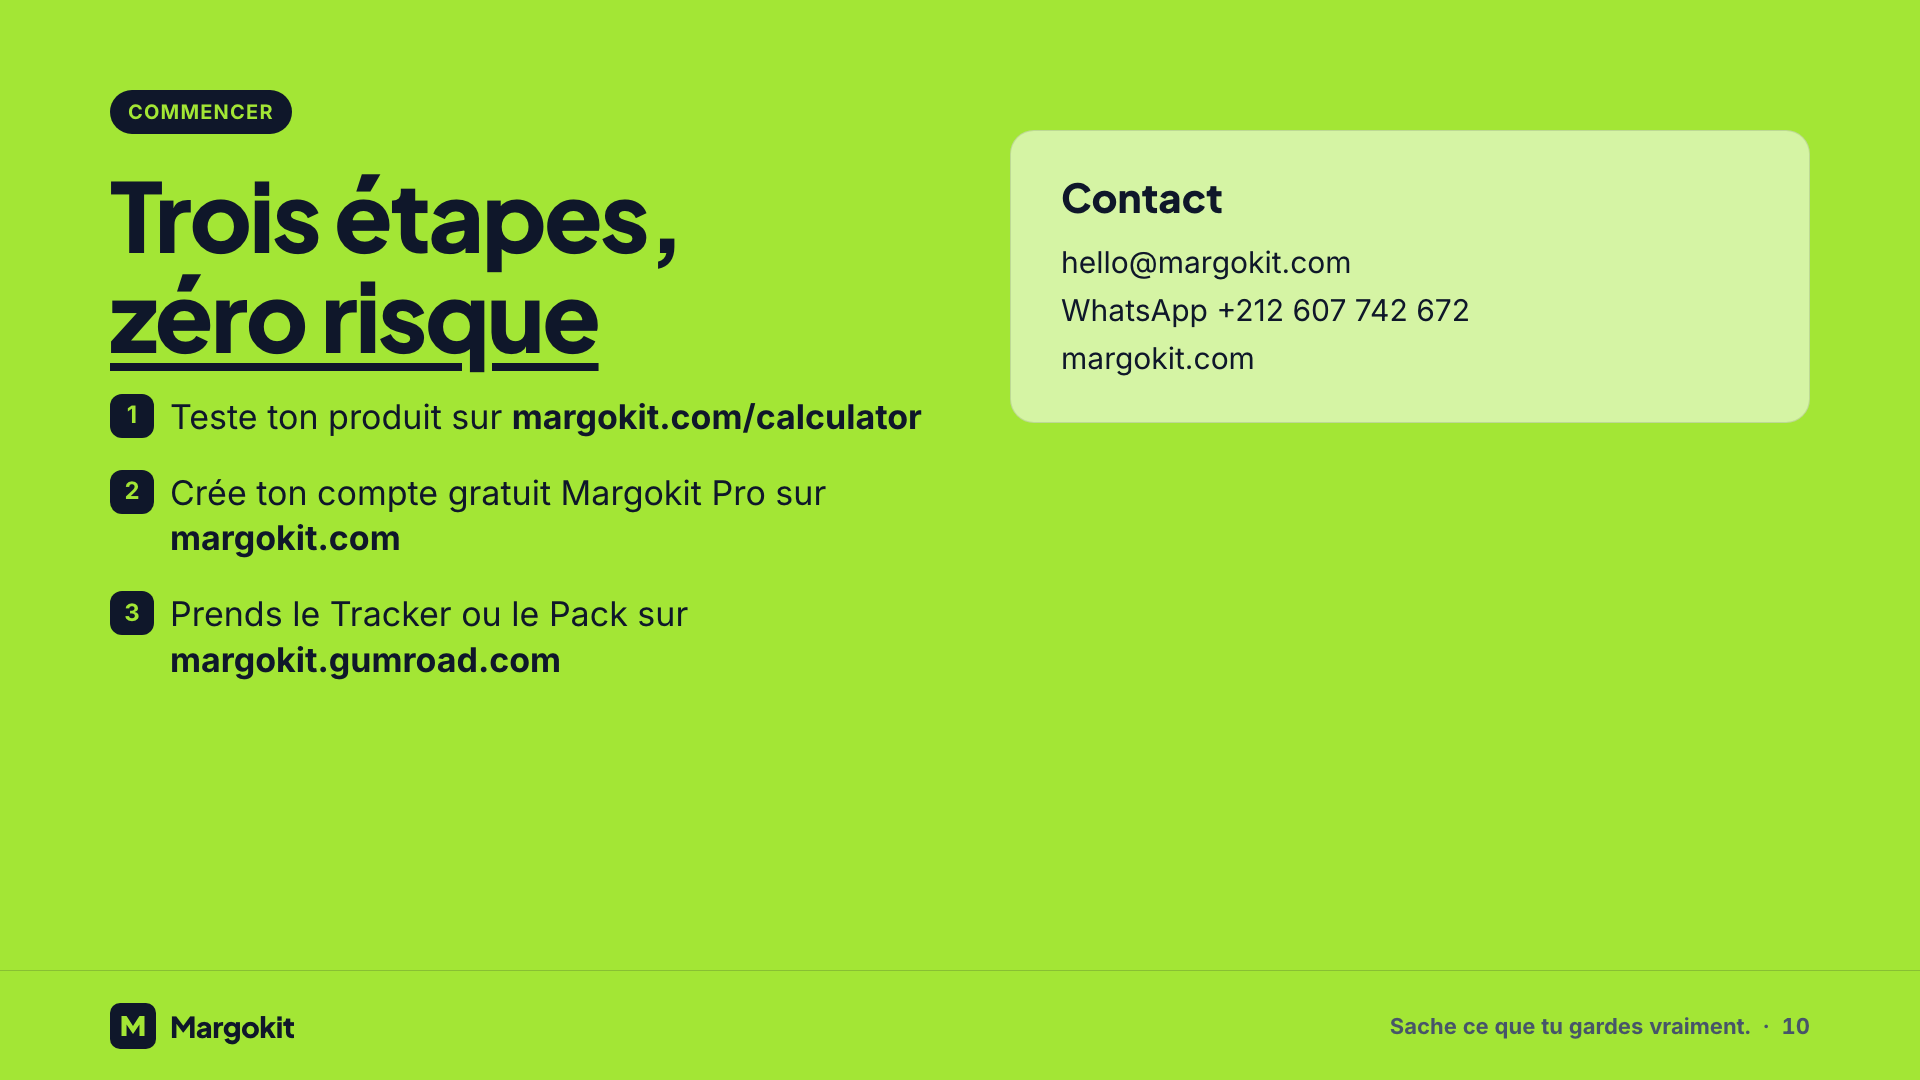 COMMENCER
Trois étapes,
zéro risque
1 Teste ton produit sur margokit.com/calculator
2 Crée ton compte gratuit Margokit Pro sur
margokit.com
3 Prends le Tracker ou le Pack sur
margokit.gumroad.com
Contact
hello@margokit.com
WhatsApp +212 607 742 672
margokit.com
M Margokit
Sache ce que tu gardes vraiment. · 10